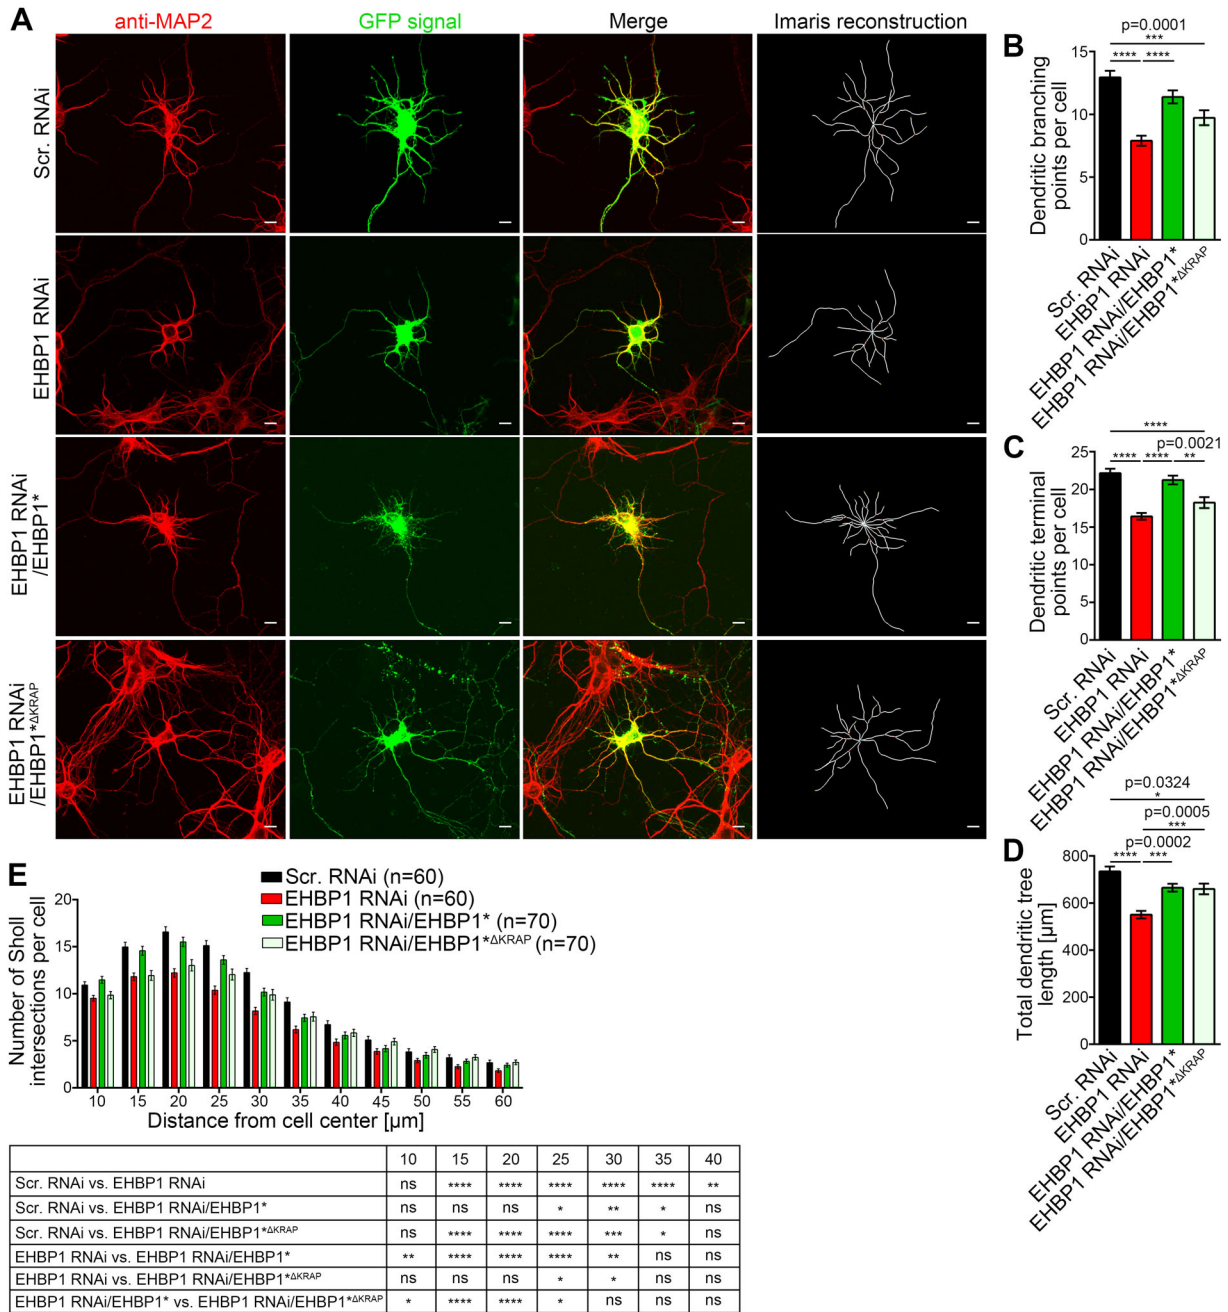 A
anti-MAP2
GFP signal
Merge
Imaris reconstruction
Scr. RNAi
EHBP1 RNAi
EHBP1 RNAi
/EHBP1*
EHBP1 RNAi
/EHBP1*ΔKRAP
B
p=0.0001
***
**** ****
Dendritic branching
points per cell
15
10
5
0
Scr. RNAi
EHBP1 RNAi
EHBP1 RNAi/EHBP1*
EHBP1 RNAi/EHBP1*ΔKRAP
C
****
p=0.0021
**** **** **
Dendritic terminal
points per cell
25
20
15
10
5
0
Scr. RNAi
EHBP1 RNAi
EHBP1 RNAi/EHBP1*
EHBP1 RNAi/EHBP1*ΔKRAP
D
p=0.0324
*
p=0.0005
***
p=0.0002
**** ***
Total dendritic tree
length [µm]
800
600
400
200
0
Scr. RNAi
EHBP1 RNAi
EHBP1 RNAi/EHBP1*
EHBP1 RNAi/EHBP1*ΔKRAP
E
Scr. RNAi (n=60)
EHBP1 RNAi (n=60)
EHBP1 RNAi/EHBP1* (n=70)
EHBP1 RNAi/EHBP1*ΔKRAP (n=70)
Number of Sholl
intersections per cell
20
15
10
5
0
10 15 20 25 30 35 40 45 50 55 60
Distance from cell center [µm]
10 15 20 25 30 35 40
Scr. RNAi vs. EHBP1 RNAi ns **** **** **** **** **** **
Scr. RNAi vs. EHBP1 RNAi/EHBP1* ns ns ns * ** * ns
Scr. RNAi vs. EHBP1 RNAi/EHBP1*ΔKRAP ns **** **** **** *** * ns
EHBP1 RNAi vs. EHBP1 RNAi/EHBP1* ** **** **** **** ** ns ns
EHBP1 RNAi vs. EHBP1 RNAi/EHBP1*ΔKRAP ns ns ns * * ns ns
EHBP1 RNAi/EHBP1* vs. EHBP1 RNAi/EHBP1*ΔKRAP * **** **** * ns ns ns